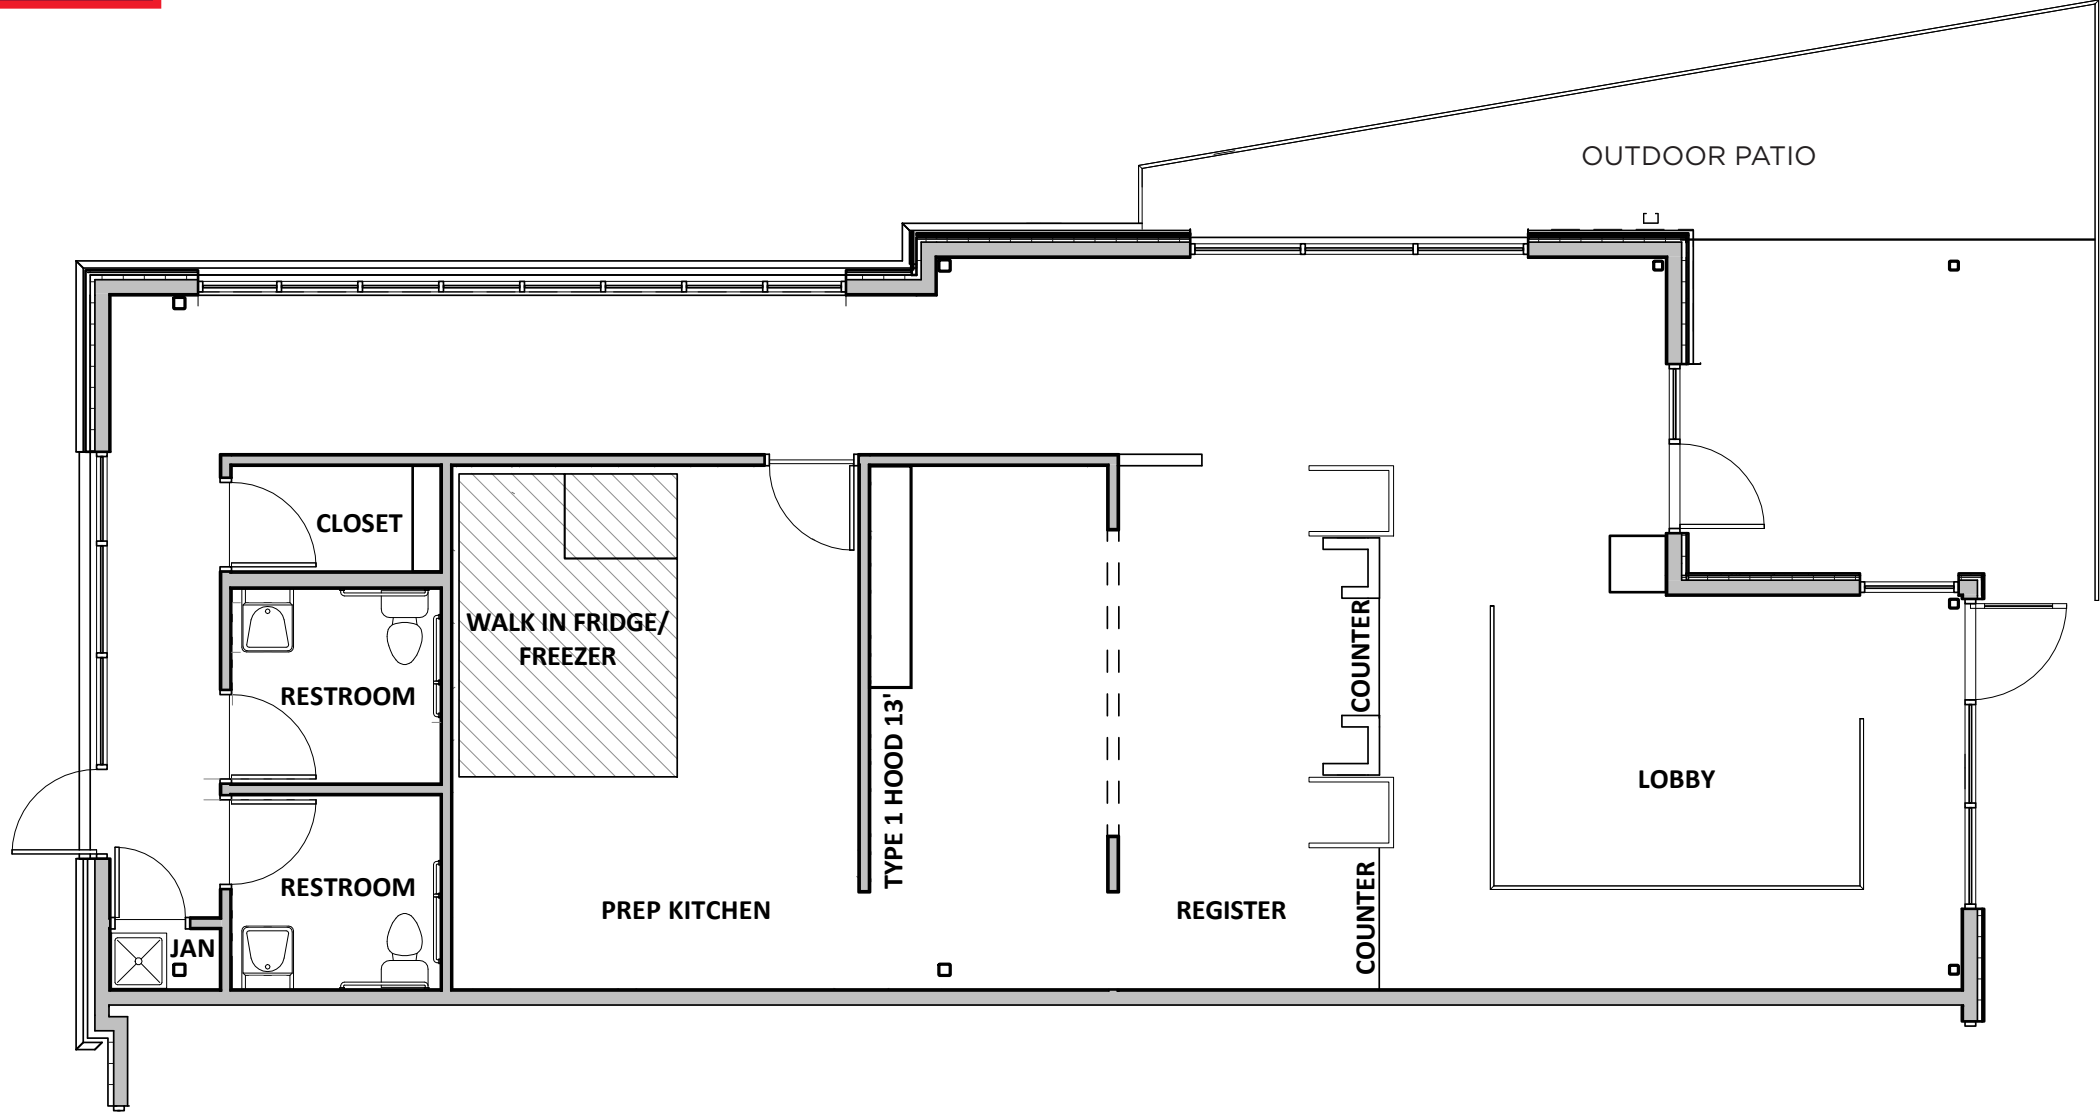 OUTDOOR PATIO
CLOSET
WALK IN FRIDGE/
FREEZER
RESTROOM
TYPE 1 HOOD 13'
COUNTER
LOBBY
RESTROOM
PREP KITCHEN
REGISTER
COUNTER
JAN